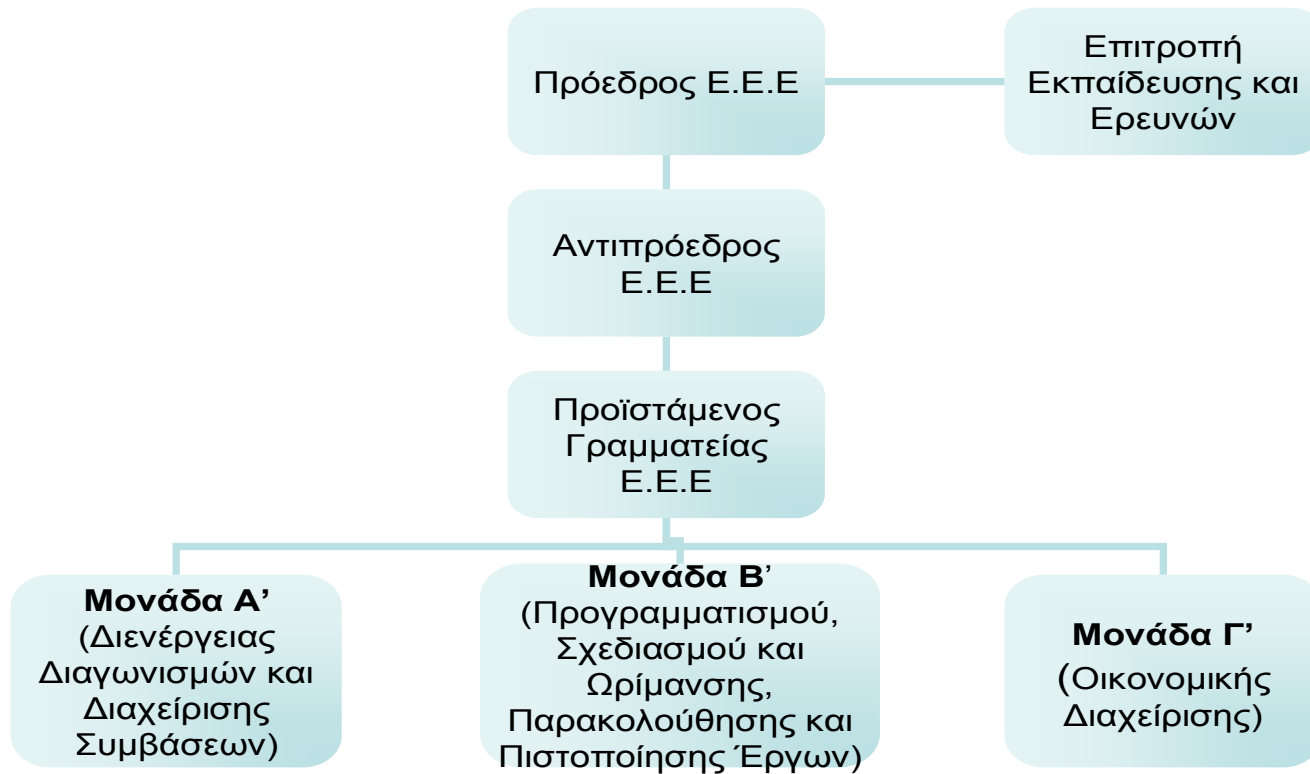 Πρόεδρος Ε.Ε.Ε
Επιτροπή
Εκπαίδευσης και
Ερευνών
Αντιπρόεδρος
Ε.Ε.Ε
Προϊστάμενος
Γραμματείας
Ε.Ε.Ε
Μονάδα Α’
(Διενέργειας
Διαγωνισμών και
Διαχείρισης
Συμβάσεων)
Μονάδα Β’
(Προγραμματισμού,
Σχεδιασμού και
Ωρίμανσης,
Παρακολούθησης και
Πιστοποίησης Έργων)
Μονάδα Γ’
(Οικονομικής
Διαχείρισης)